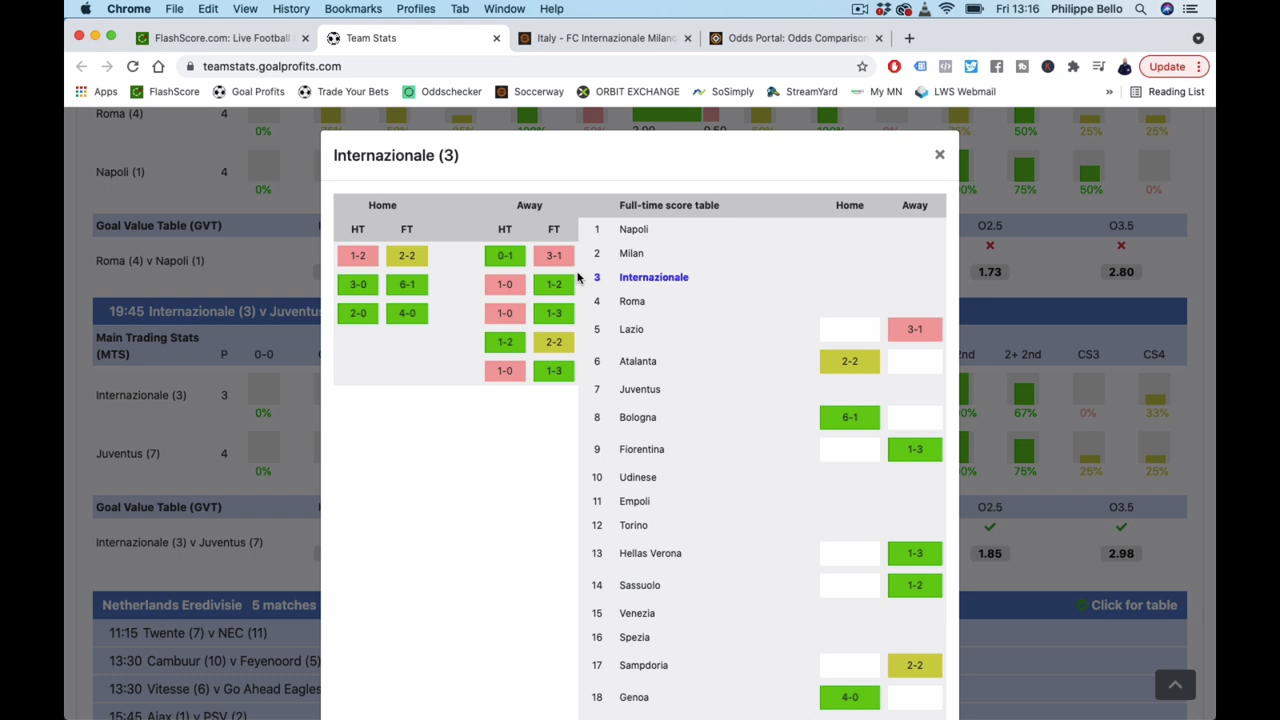 Chrome File Edit View History Bookmarks Profiles Tab Window Help Fri 13:16 Philippe Bello
FlashScore.com: Live Football Team Stats Italy - FC Internazionale Milano Odds Portal: Odds Comparison
teamstats.goalprofits.com Update
Apps FlashScore Goal Profits Trade Your Bets Oddschecker Soccerway ORBIT EXCHANGE SoSimply StreamYard My MN LWS Webmail » Reading List
Roma (4) 4
0% 50% 25% 25%
Internazionale (3) ×
Napoli (1) 4
0% 75% 50% 0%
Home Away Full-time score table Home Away
HT FT HT FT
Goal Value Table (GVT) O2.5 O3.5
Roma (4) v Napoli (1) 1.73 2.80
1-2 2-2 0-1 3-1
3-0 6-1 1-0 1-2
2-0 4-0 1-0 1-3
1-2 2-2
1-0 1-3
1 Napoli
2 Milan
3 Internazionale
4 Roma
5 Lazio 3-1
6 Atalanta 2-2
7 Juventus
8 Bologna 6-1
9 Fiorentina 1-3
10 Udinese
11 Empoli
12 Torino
13 Hellas Verona 1-3
14 Sassuolo 1-2
15 Venezia
16 Spezia
17 Sampdoria 2-2
18 Genoa 4-0
19:45 Internazionale (3) v Juventu
Main Trading Stats
(MTS) P 0-0 2+ 2nd CS3 CS4
Internazionale (3) 3
0% 67% 0% 33%
Juventus (7) 4
0% 75% 25% 25%
Goal Value Table (GVT) O2.5 O3.5
Internazionale (3) v Juventus (7) 1.85 2.98
Netherlands Eredivisie 5 matches Click for table
11:15 Twente (7) v NEC (11)
13:30 Cambuur (10) v Feyenoord (5)
13:30 Vitesse (6) v Go Ahead Eagles
15:45 Ajax (1) v PSV (2)